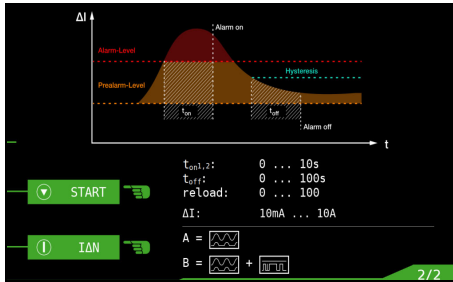 ΔI
Alarm on
Alarm-Level
Hysteresis
Prealarm-Level
ton
toff
Alarm off
t
ton1,2: 0 ... 10s
toff: 0 ... 100s
START
reload: 0 ... 100
ΔI: 10mA ... 10A
A =
IΔN
B = +
2/2